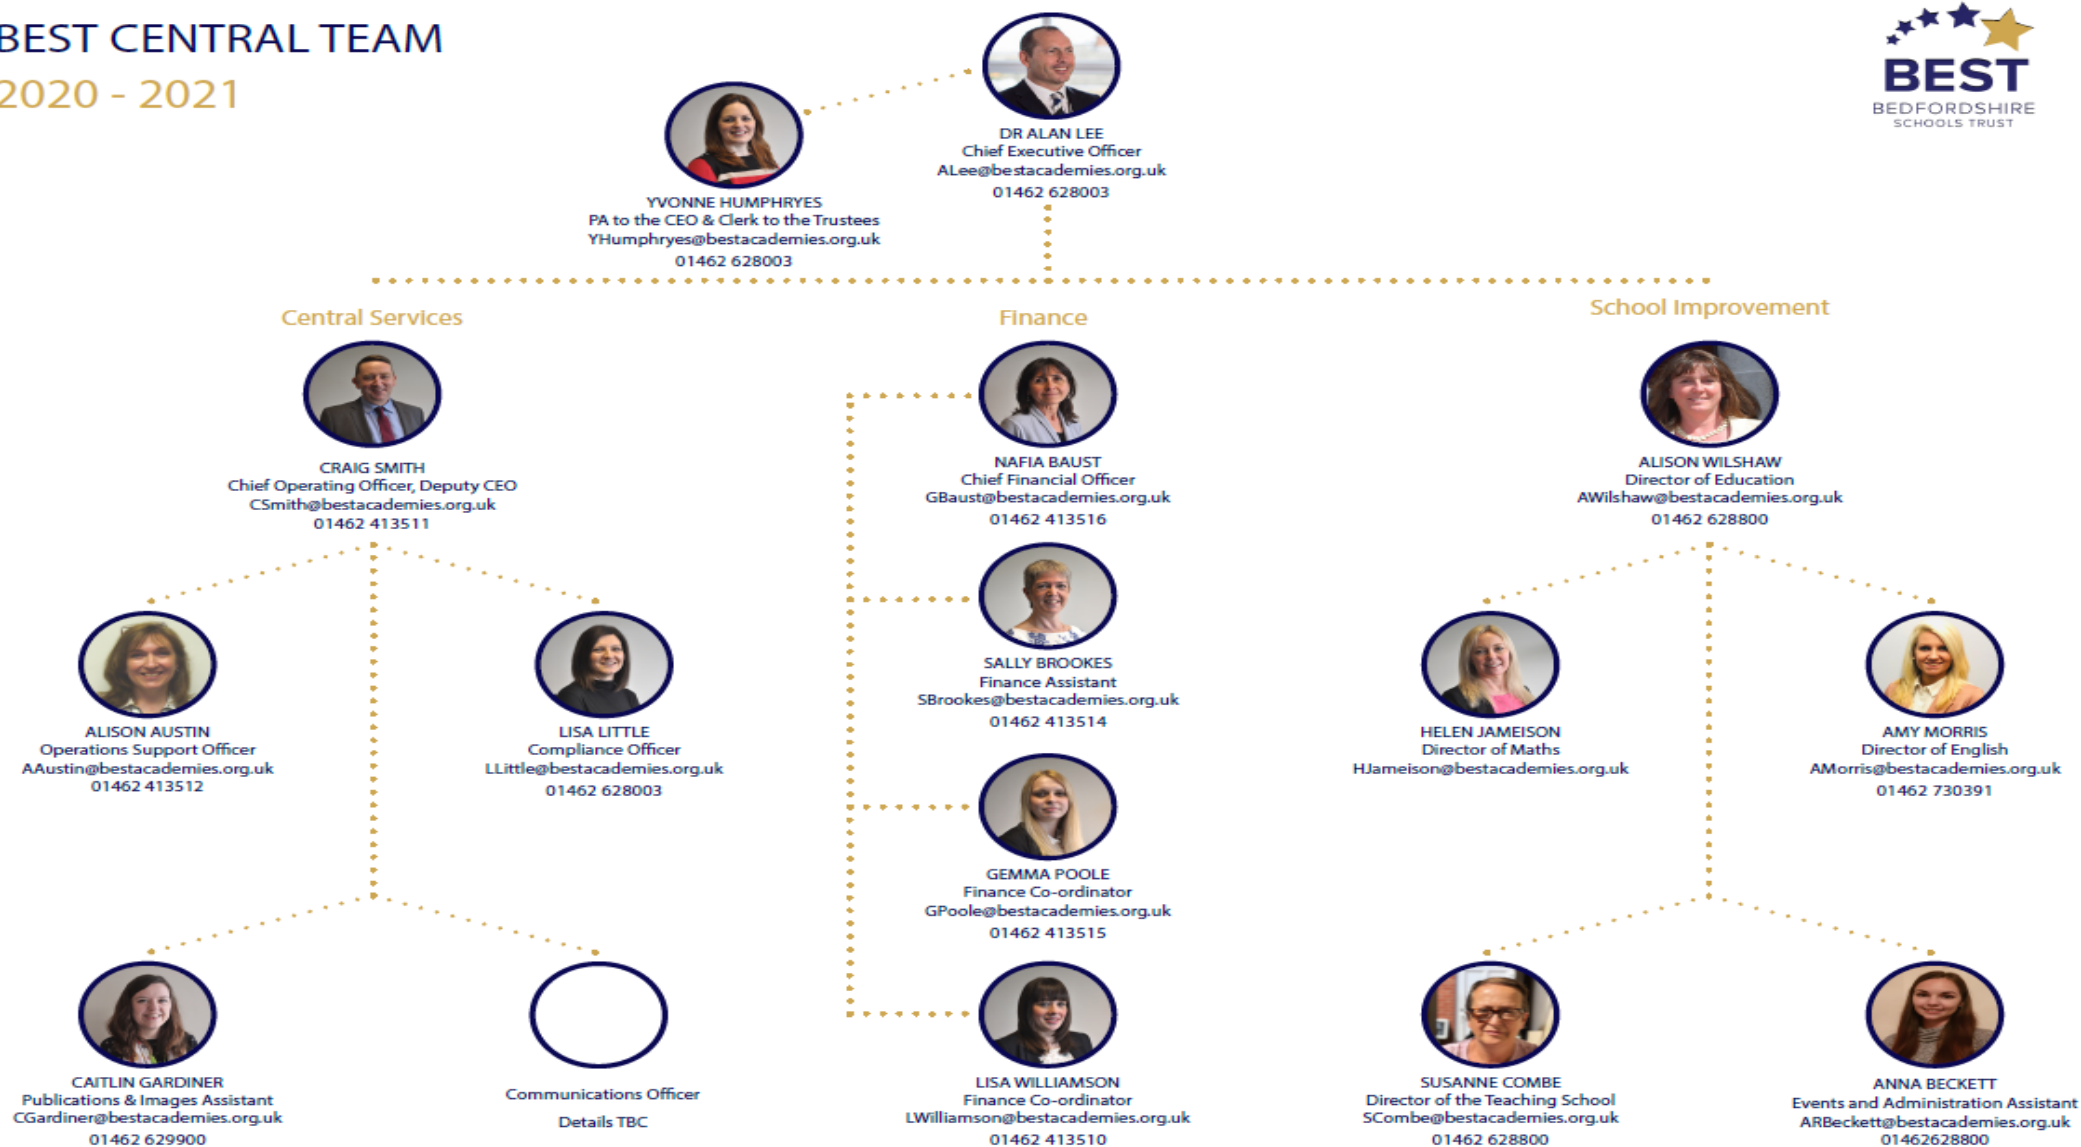 BEST CENTRAL TEAM
2020 - 2021
BEST
BEDFORDSHIRE
SCHOOLS TRUST
DR ALAN LEE
Chief Executive Officer
ALee@bestacademies.org.uk
01462 628003
YVONNE HUMPHRYES
PA to the CEO & Clerk to the Trustees
YHumphryes@bestacademies.org.uk
01462 628003
Central Services
CRAIG SMITH
Chief Operating Officer, Deputy CEO
CSmith@bestacademies.org.uk
01462 413511
ALISON AUSTIN
Operations Support Officer
AAustin@bestacademies.org.uk
01462 413512
LISA LITTLE
Compliance Officer
LLittle@bestacademies.org.uk
01462 628003
CAITLIN GARDINER
Publications & Images Assistant
CGardiner@bestacademies.org.uk
01462 629900
Communications Officer
Details TBC
Finance
NAFIA BAUST
Chief Financial Officer
GBaust@bestacademies.org.uk
01462 413516
SALLY BROOKES
Finance Assistant
SBrookes@bestacademies.org.uk
01462 413514
GEMMA POOLE
Finance Co-ordinator
GPoole@bestacademies.org.uk
01462 413515
LISA WILLIAMSON
Finance Co-ordinator
LWilliamson@bestacademies.org.uk
01462 413510
School Improvement
ALISON WILSHAW
Director of Education
AWilshaw@bestacademies.org.uk
01462 628800
HELEN JAMEISON
Director of Maths
HJameison@bestacademies.org.uk
AMY MORRIS
Director of English
AMorris@bestacademies.org.uk
01462 730391
SUSANNE COMBE
Director of the Teaching School
SCombe@bestacademies.org.uk
01462 628800
ANNA BECKETT
Events and Administration Assistant
ARBeckett@bestacademies.org.uk
01462628800